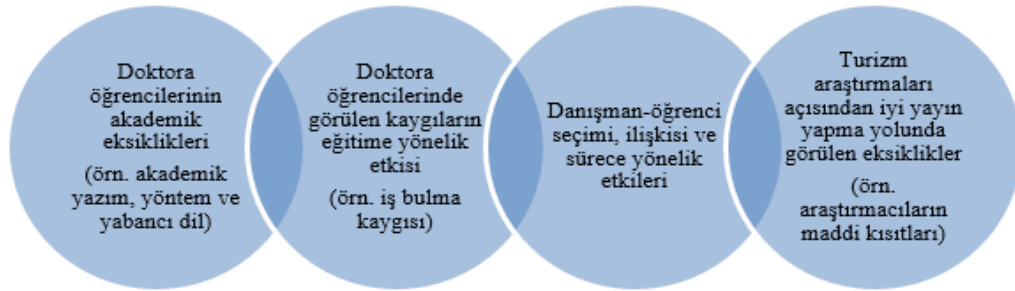 Doktora
öğrencilerinin
akademik
eksiklikleri
(örn. akademik
yazım, yöntem ve
yabancı dil)
Doktora
öğrencilerinde
görülen kaygıların
eğitime yönelik
etkisi
(örn. iş bulma
kaygısı)
Danışman-öğrenci
seçimi, ilişkisi ve
sürece yönelik
etkileri
Turizm
araştırmaları
açısından iyi yayın
yapma yolunda
görülen eksiklikler
(örn.
araştırmacıların
maddi kısıtları)